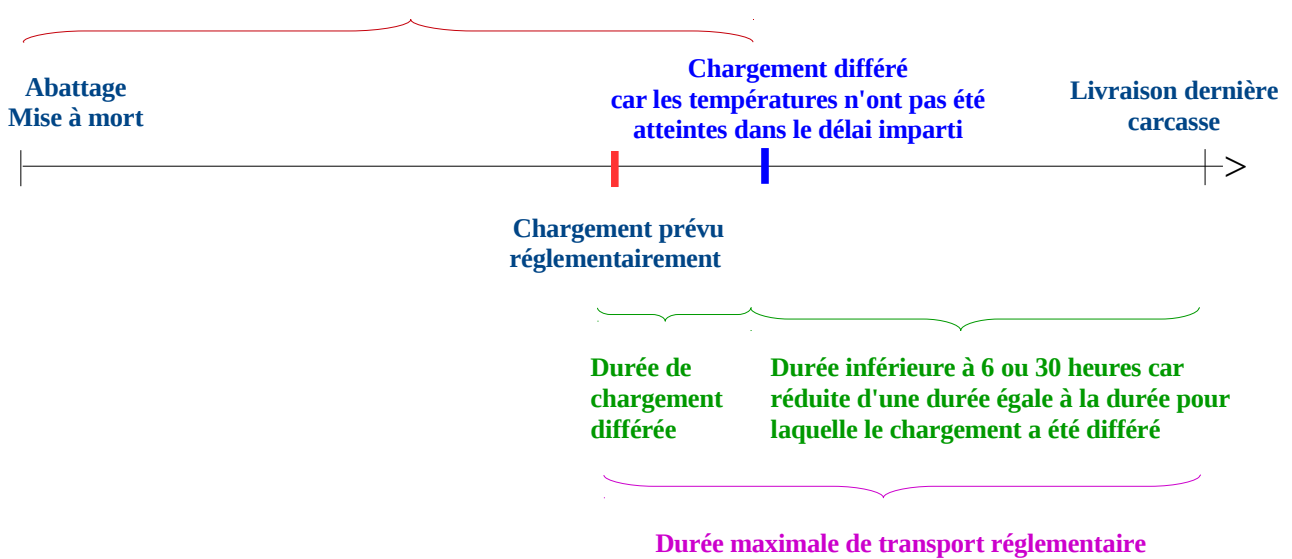 Abattage
Mise à mort
Chargement différé
car les températures n'ont pas été
atteintes dans le délai imparti
Livraison dernière
carcasse
Chargement prévu
réglementairement
Durée de
chargement
différée
Durée inférieure à 6 ou 30 heures car
réduite d'une durée égale à la durée pour
laquelle le chargement a été différé
Durée maximale de transport réglementaire